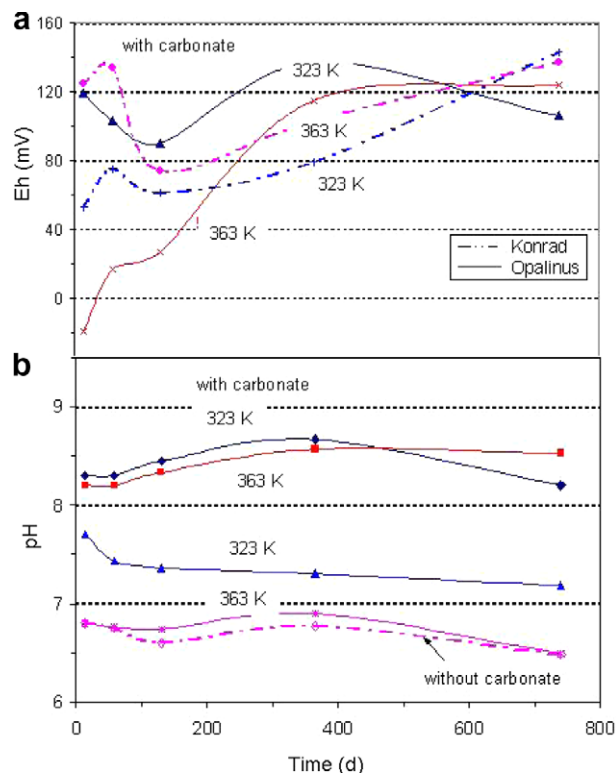 a
160
120
80
40
0
Eh (mV)
with carbonate
323 K
363 K
323 K
363 K
Konrad
Opalinus
b
9
8
7
6
pH
with carbonate
323 K
363 K
323 K
363 K
without carbonate
0 200 400 600 800
Time (d)